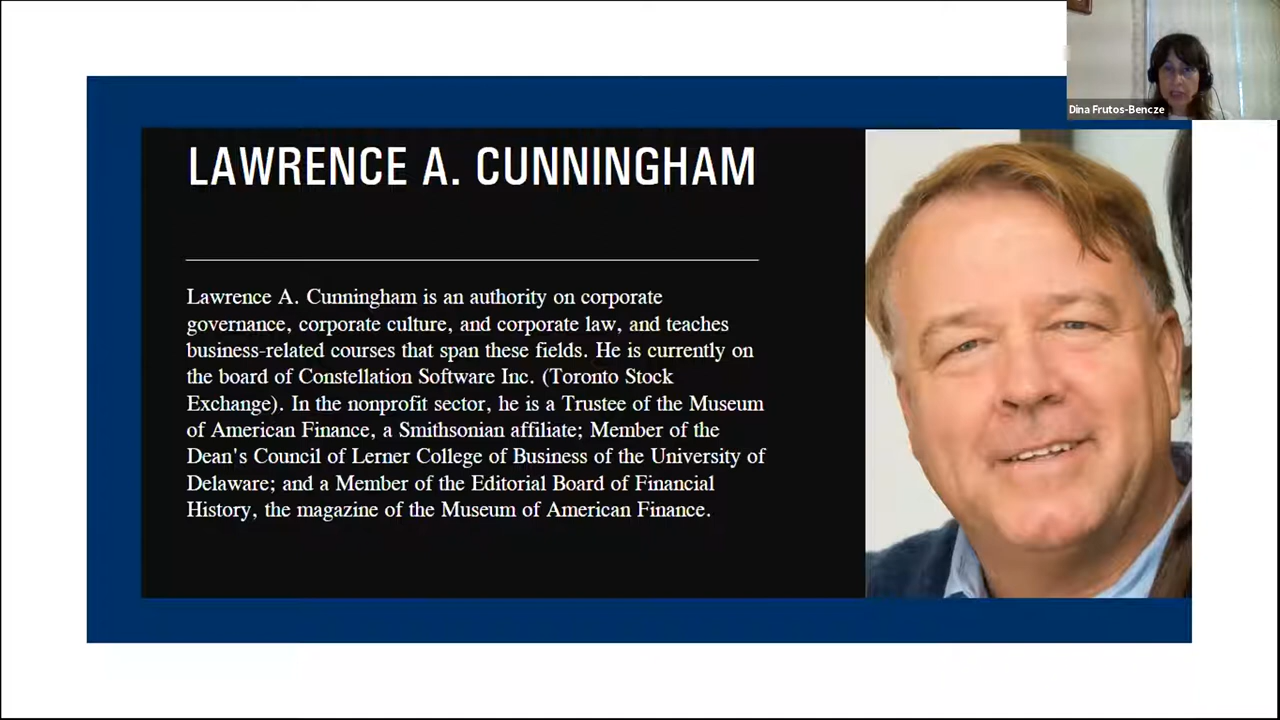 Dina Frutos-Bencze
LAWRENCE A. CUNNINGHAM
Lawrence A. Cunningham is an authority on corporate
governance, corporate culture, and corporate law, and teaches
business-related courses that span these fields. He is currently on
the board of Constellation Software Inc. (Toronto Stock
Exchange). In the nonprofit sector, he is a Trustee of the Museum
of American Finance, a Smithsonian affiliate; Member of the
Dean's Council of Lerner College of Business of the University of
Delaware; and a Member of the Editorial Board of Financial
History, the magazine of the Museum of American Finance.